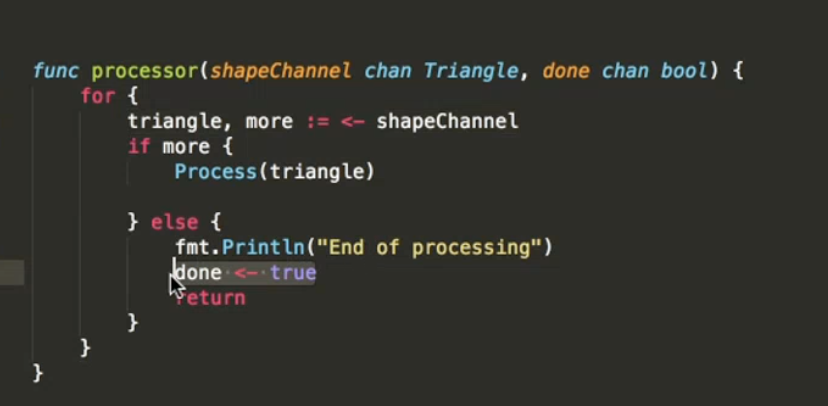 func processor(shapeChannel chan Triangle, done chan bool) {
    for {
        triangle, more := <- shapeChannel
        if more {
            Process(triangle)

        } else {
            fmt.Println("End of processing")
            done <- true
            return
        }
    }
}